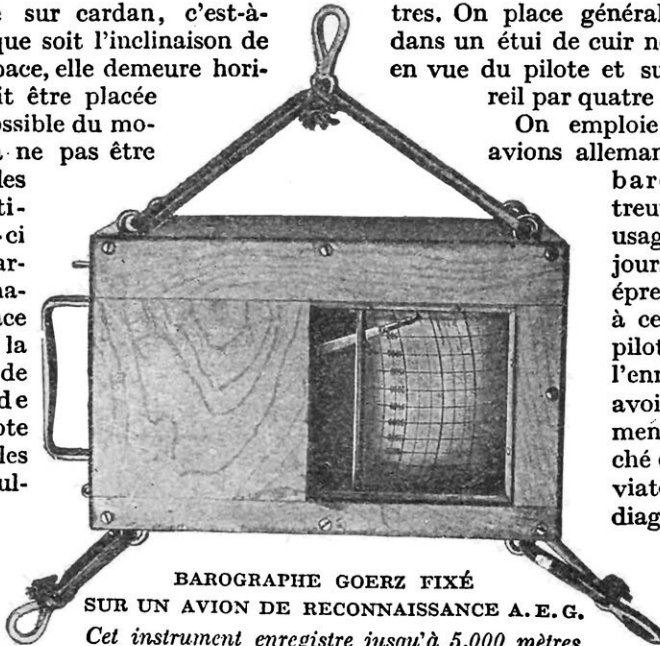 e sur cardan, c'est-à-
que soit l'inclinaison de
pace, elle demeure hori-
it être placée
ossible du mo-
ne pas être
les
ti-
ci
ar-
na-
ace
la
de
de
ote
les
ul-
tres. On place général
dans un étui de cuir no
en vue du pilote et su
reil par quatre
On emploie
avions alleman
bar
treu
usag
jours
épre
à ce
pilot
l'enn
avoi
men
ché
viat
diag
BAROGRAPHE GOERZ FIXÉ
SUR UN AVION DE RECONNAISSANCE A. E. G.
Cet instrument enregistre jusqu'à 5.000 mètres